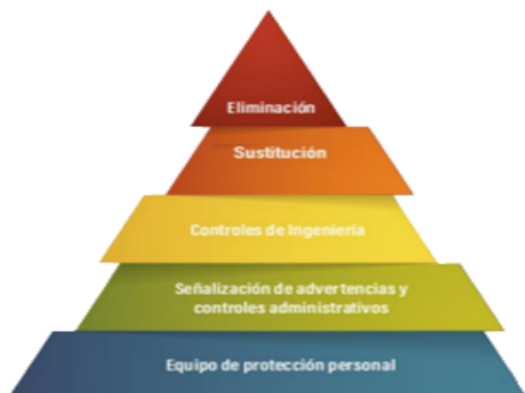 Eliminación
Sustitución
Controles de Ingeniería
Señalización de advertencias y
controles administrativos
Equipo de protección personal